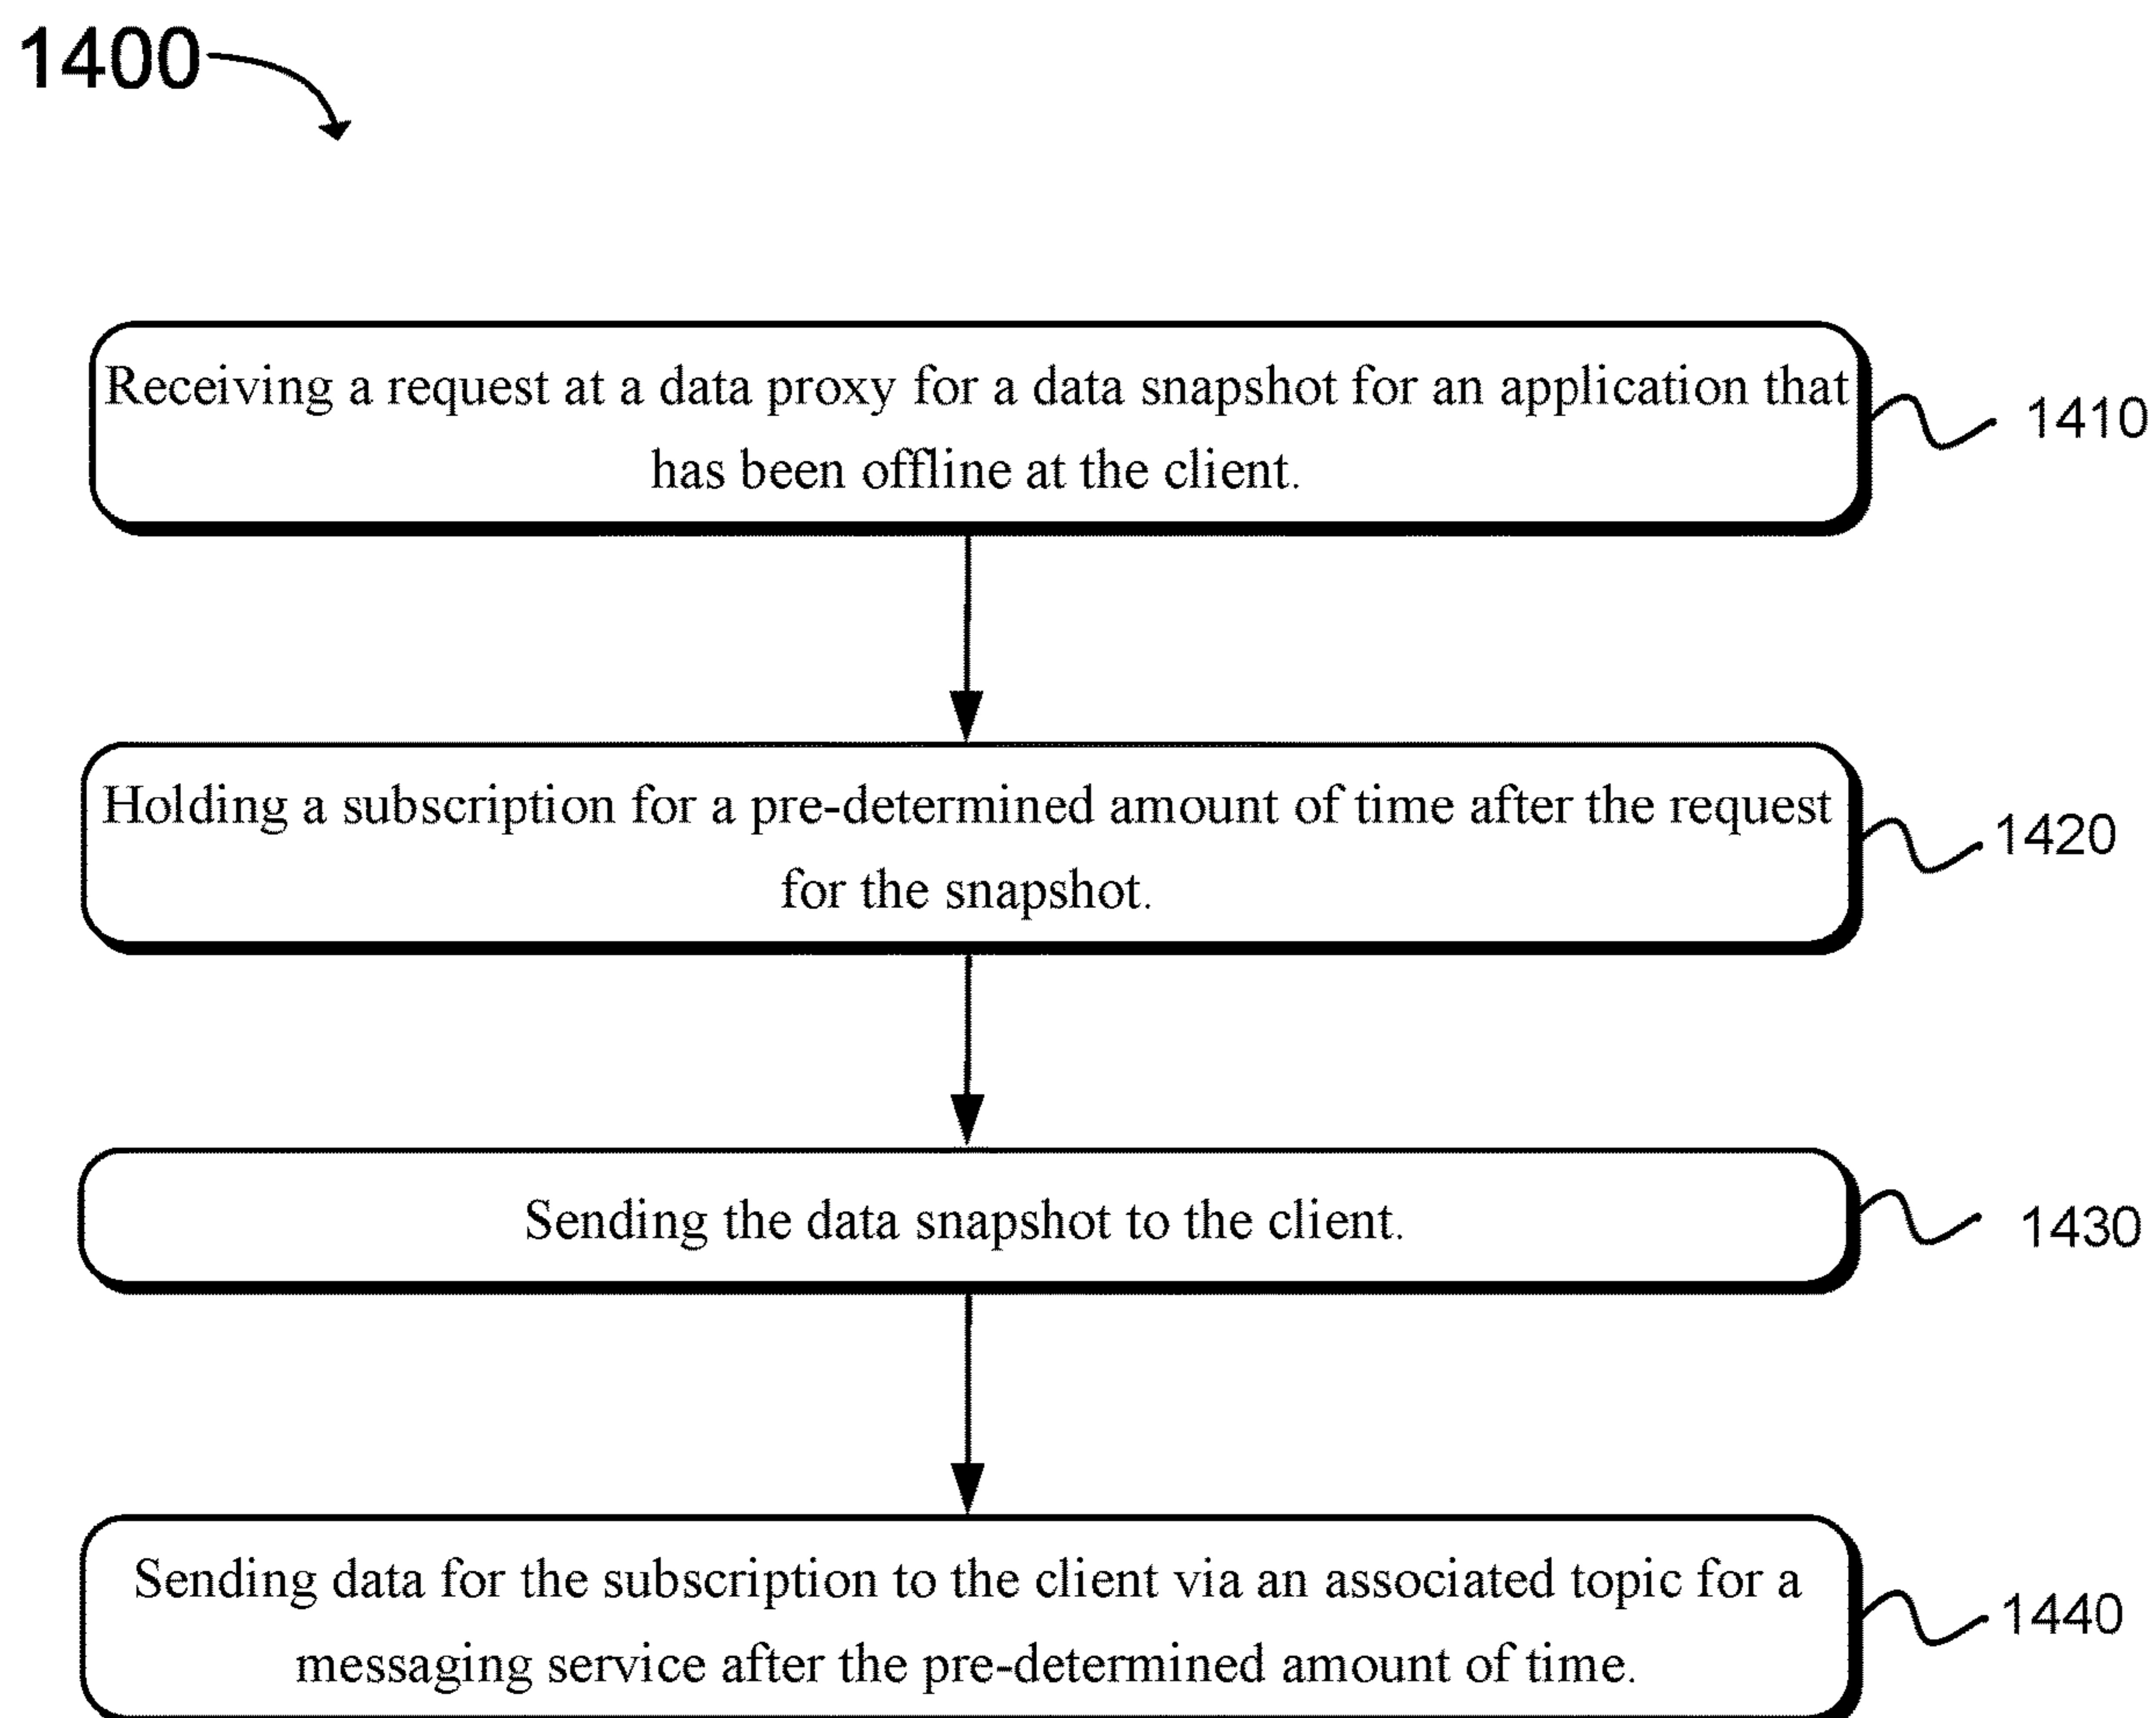 1400
Receiving a request at a data proxy for a data snapshot for an application that
has been offline at the client.
1410
Holding a subscription for a pre-determined amount of time after the request
for the snapshot.
1420
Sending the data snapshot to the client.
1430
Sending data for the subscription to the client via an associated topic for a
messaging service after the pre-determined amount of time.
1440